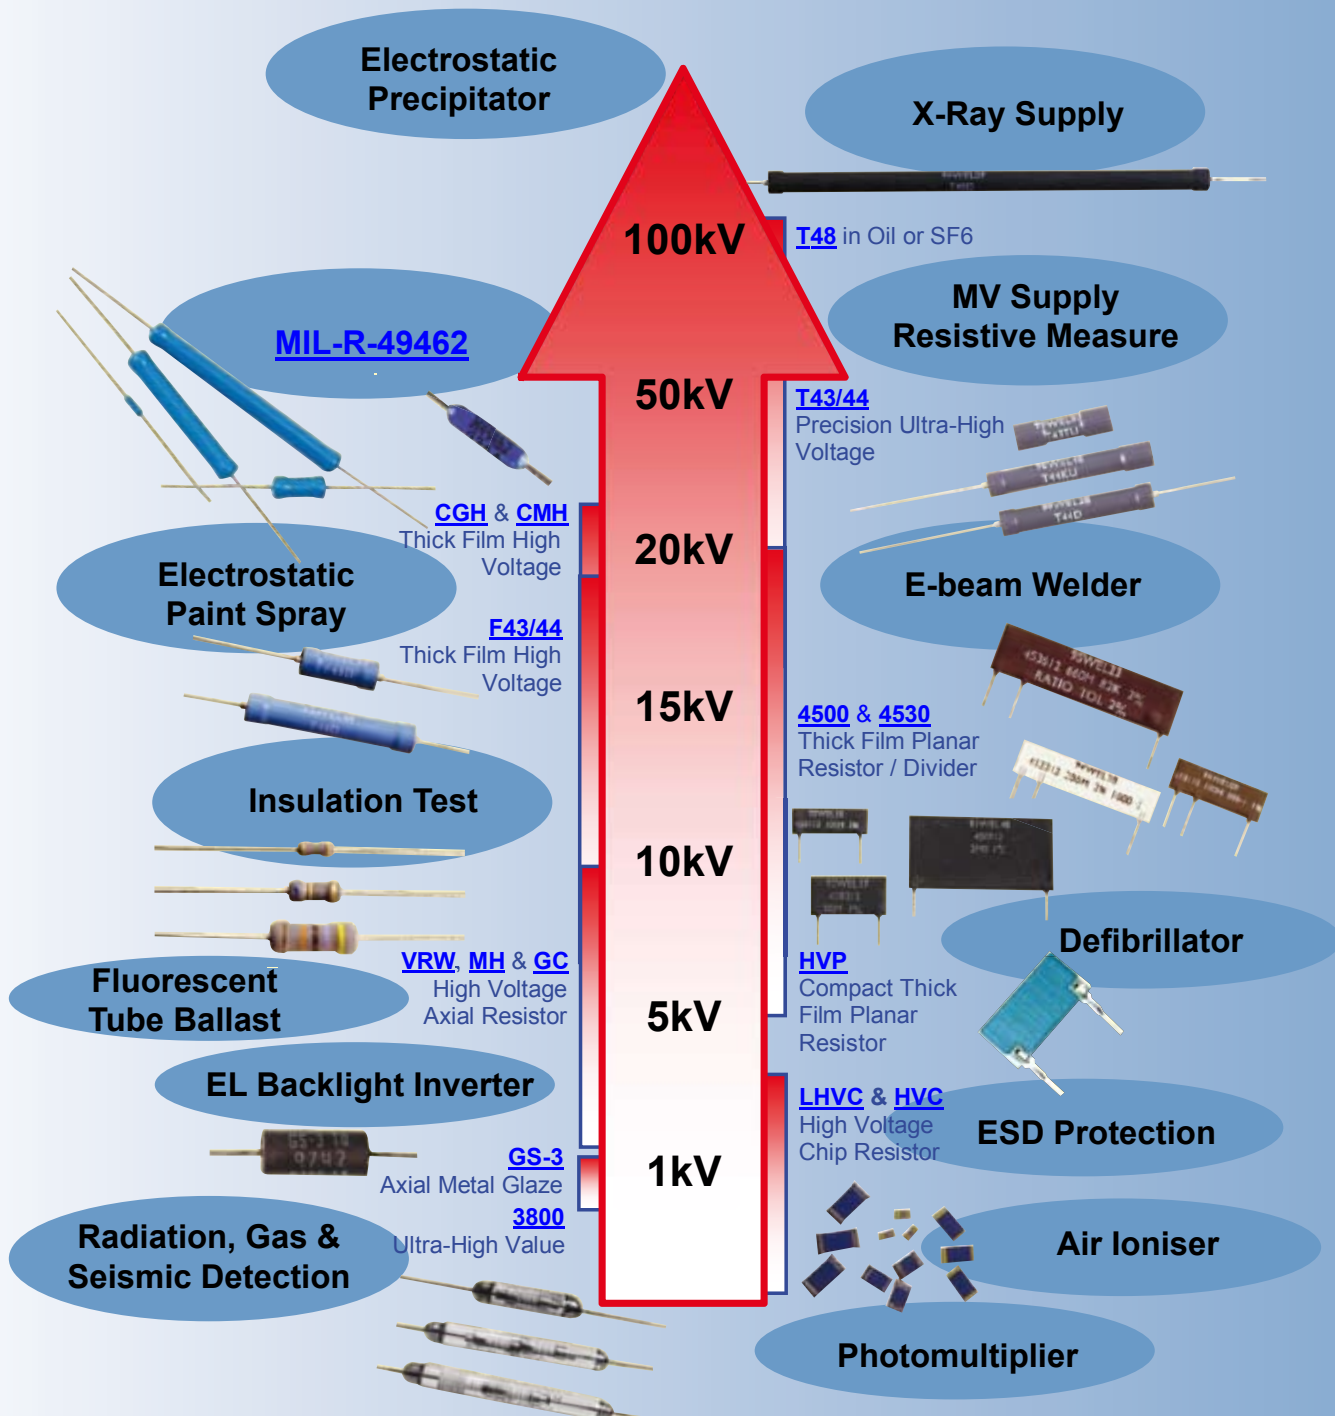 Electrostatic
Precipitator
X-Ray Supply
100kV
T48 in Oil or SF6
MV Supply
Resistive Measure
MIL-R-49462
50kV
T43/44
Precision Ultra-High
Voltage
T44D
CGH & CMH
Thick Film High
Voltage
20kV
Electrostatic
Paint Spray
E-beam Welder
F43/44
Thick Film High
Voltage
15kV
RATIO TOL 2%
4500 & 4530
Thick Film Planar
Resistor / Divider
Insulation Test
10kV
Defibrillator
VRW, MH & GC
High Voltage
Axial Resistor
HVP
Compact Thick
Film Planar
Resistor
Fluorescent
Tube Ballast
5kV
EL Backlight Inverter
LHVC & HVC
High Voltage
Chip Resistor
ESD Protection
9742
GS-3
Axial Metal Glaze
1kV
3800
Ultra-High Value
Radiation, Gas &
Seismic Detection
Air Ioniser
Photomultiplier